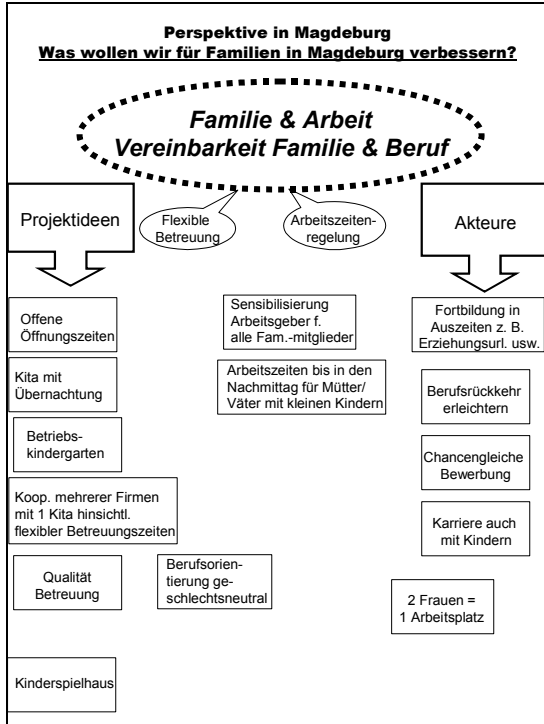 Perspektive in Magdeburg
Was wollen wir für Familien in Magdeburg verbessern?
Familie & Arbeit
Vereinbarkeit Familie & Beruf
Projektideen
Flexible
Betreuung
Arbeitszeiten-
regelung
Akteure
Offene
Öffnungszeiten
Kita mit
Übernachtung
Betriebs-
kindergarten
Koop. mehrerer Firmen
mit 1 Kita hinsichtl.
flexibler Betreuungszeiten
Qualität
Betreuung
Kinderspielhaus
Sensibilisierung
Arbeitsgeber f.
alle Fam.-mitglieder
Arbeitszeiten bis in den
Nachmittag für Mütter/
Väter mit kleinen Kindern
Berufsorien-
tierung ge-
schlechtsneutral
Fortbildung in
Auszeiten z. B.
Erziehungsurl. usw.
Berufsrückkehr
erleichtern
Chancengleiche
Bewerbung
Karriere auch
mit Kindern
2 Frauen =
1 Arbeitsplatz